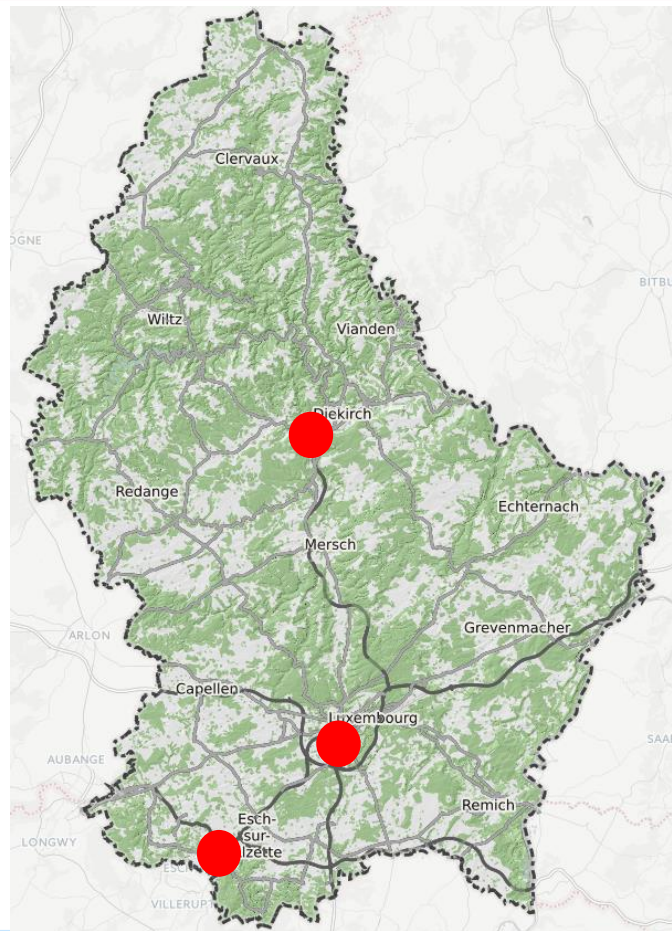 Clervaux
OGNE
BITBU
Wiltz
Vianden
Diekirch
Redange
Echternach
Mersch
Grevenmacher
ARLON
Capellen
Luxembourg
SAA
AUBANGE
Remich
Esch-
sur-
lzette
LONGWY
ESCH
VILLERUPT